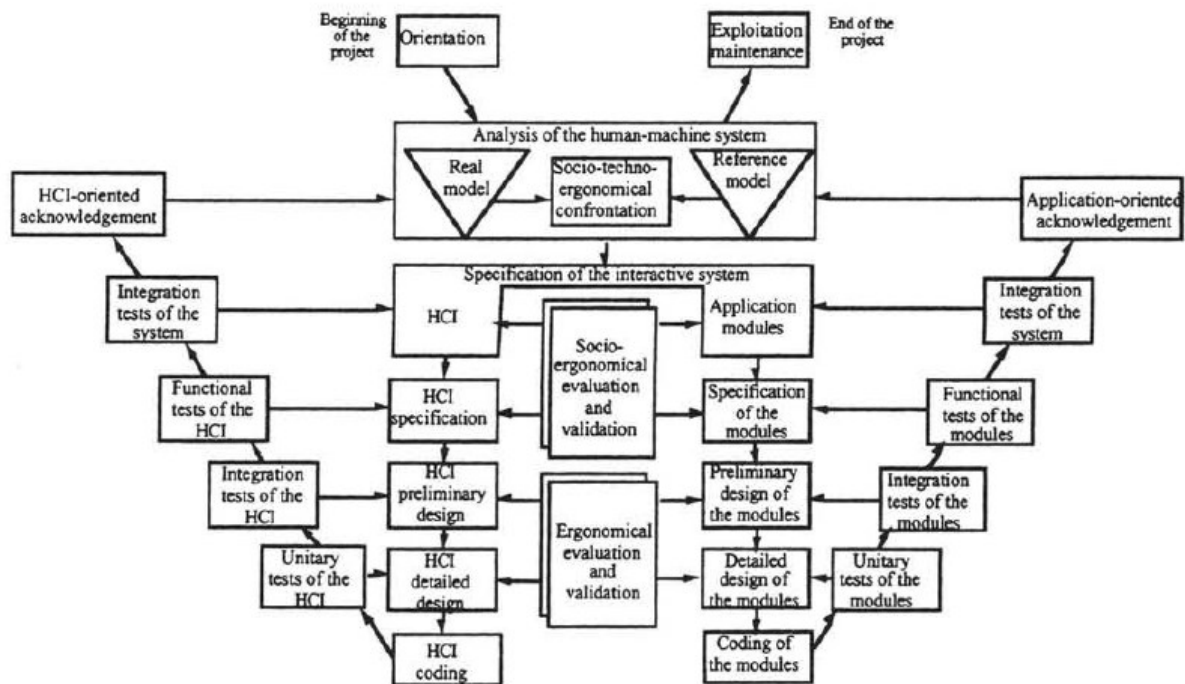 Beginning
of the
project
Orientation
Exploitation
maintenance
End of the
project
Analysis of the human-machine system
Real
model
Socio-techno-
ergonomical
confrontation
Reference
model
HCI-oriented
acknowledgement
Application-oriented
acknowledgement
Specification of the interactive system
Integration
tests of the
system
HCI
Application
modules
Integration
tests of the
system
Socio-
ergonomical
evaluation
and
validation
Functional
tests of the
HCI
HCI
specification
Specification
of the
modules
Functional
tests of the
modules
Integration
tests of the
HCI
HCI
preliminary
design
Preliminary
design of
the modules
Integration
tests of the
modules
Ergonomical
evaluation
and
validation
Unitary
tests of the
HCI
HCI
detailed
design
Detailed
design of
the modules
Unitary
tests of the
modules
HCI
coding
Coding of
the modules